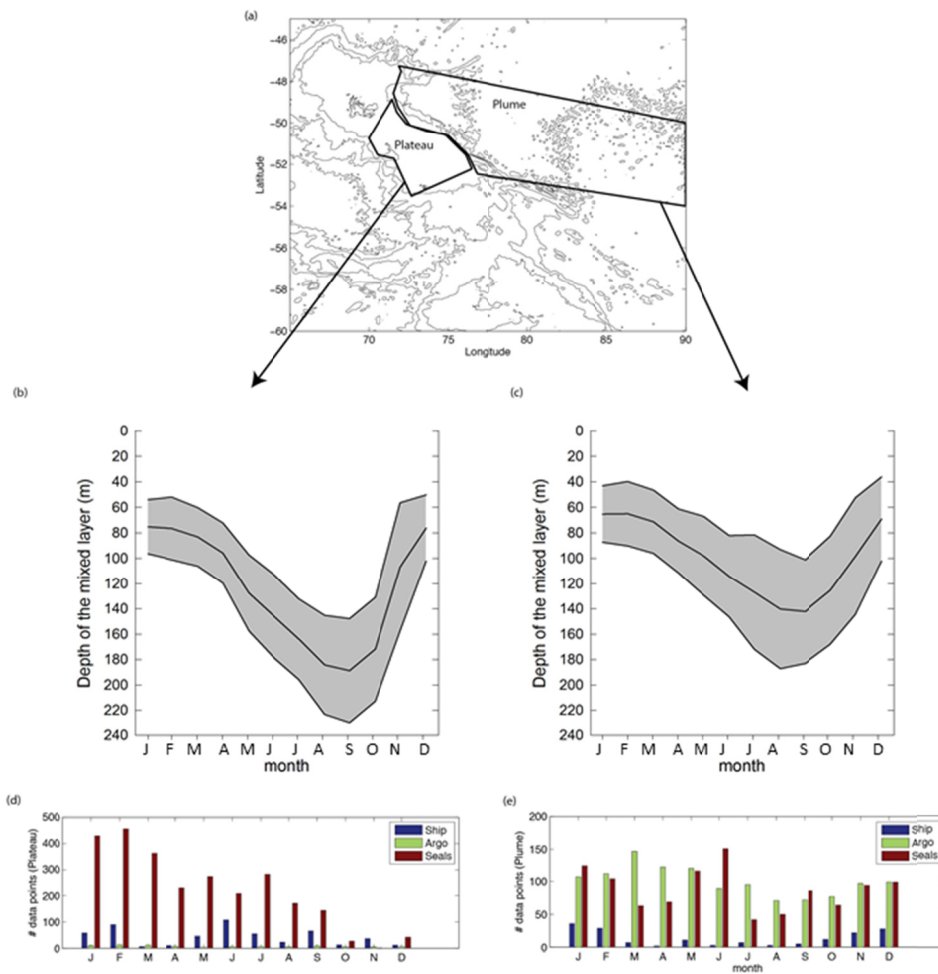 (a)
−46
−48
−50
−52
−54
−56
−58
−60
Latitude
Plume
Plateau
70 75 80 85 90
Longtude
(b)
0
20
40
60
80
100
120
140
160
180
200
220
240
Depth of the mixed layer (m)
J F M A M J J A S O N D
month
(c)
0
20
40
60
80
100
120
140
160
180
200
220
240
Depth of the mixed layer (m)
J F M A M J J A S O N D
month
(d)
500
400
300
200
100
0
# data points (Plateau)
Ship
Argo
Seals
J F M A M J J A S O N D
(e)
200
150
100
50
0
# data points (Plume)
Ship
Argo
Seals
J F M A M J J A S O N D
month